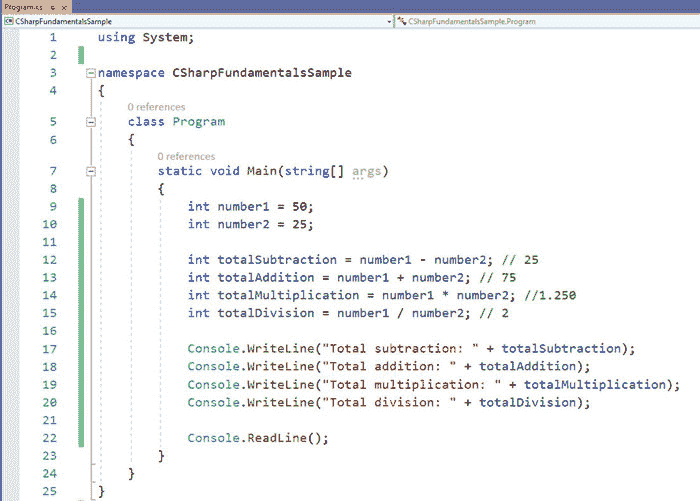 Program.cs
CSharpFundamentalsSample
CSharpFundamentalsSample.Program
1 using System;
2
3 namespace CSharpFundamentalsSample
4 {
0 references
5 class Program
6 {
0 references
7 static void Main(string[] args)
8 {
9 int number1 = 50;
10 int number2 = 25;
11
12 int totalSubtraction = number1 - number2; // 25
13 int totalAddition = number1 + number2; // 75
14 int totalMultiplication = number1 * number2; //1.250
15 int totalDivision = number1 / number2; // 2
16
17 Console.WriteLine("Total subtraction: " + totalSubtraction);
18 Console.WriteLine("Total addition: " + totalAddition);
19 Console.WriteLine("Total multiplication: " + totalMultiplication);
20 Console.WriteLine("Total division: " + totalDivision);
21
22 Console.ReadLine();
23 }
24 }
25 }